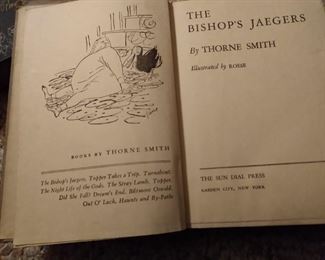 BOOKS BY THORNE SMITH
The Bishop's Jaegers, Topper Takes a Trip, Turnabout,
The Night Life of the Gods, The Stray Lamb, Topper,
Did She Fall? Dream's End, Biltmore Oswald,
Out O' Luck, Haunts and By-Paths
THE
BISHOP'S JAEGERS
By THORNE SMITH
Illustrated by ROESE
THE SUN DIAL PRESS
GARDEN CITY, NEW YORK